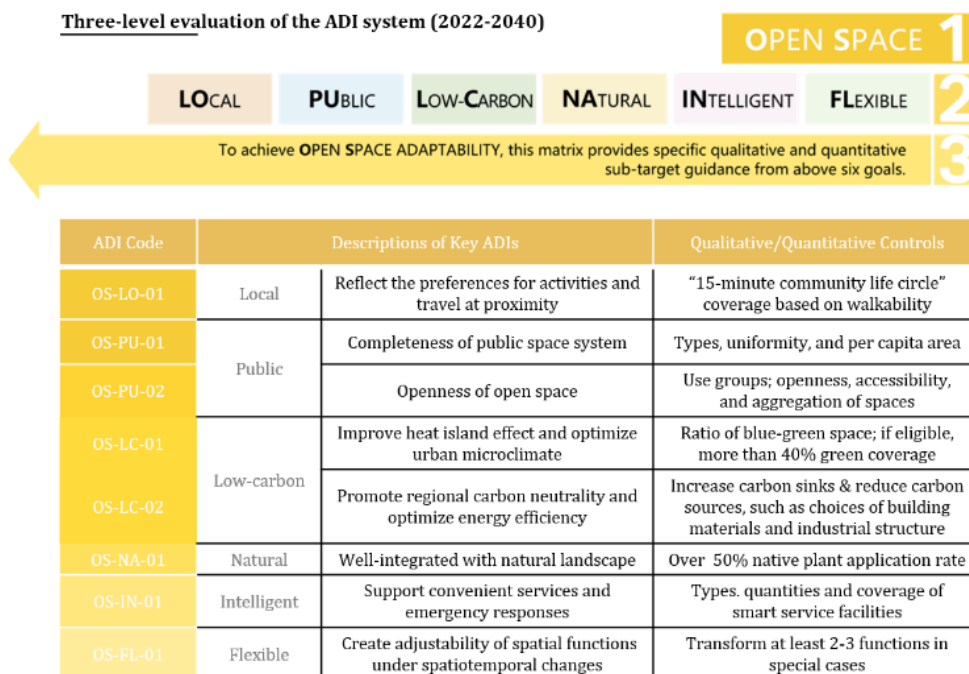 Three-level evaluation of the ADI system (2022-2040)
OPEN SPACE 1
LOCAL PUBLIC LOW-CARBON NATURAL INTELLIGENT FLEXIBLE 2
To achieve OPEN SPACE ADAPTABILITY, this matrix provides specific qualitative and quantitative
sub-target guidance from above six goals.
3
ADI Code Descriptions of Key ADIs Qualitative/Quantitative Controls
OS-LO-01 Local
Reflect the preferences for activities and
travel at proximity
“15-minute community life circle”
coverage based on walkability
OS-PU-01 Public
Completeness of public space system
Types, uniformity, and per capita area
OS-PU-02
Openness of open space
Use groups; openness, accessibility,
and aggregation of spaces
OS-LC-01 Low-carbon
Improve heat island effect and optimize
urban microclimate
Ratio of blue-green space; if eligible,
more than 40% green coverage
OS-LC-02
Promote regional carbon neutrality and
optimize energy efficiency
Increase carbon sinks & reduce carbon
sources, such as choices of building
materials and industrial structure
OS-NA-01 Natural
Well-integrated with natural landscape
Over 50% native plant application rate
OS-IN-01 Intelligent
Support convenient services and
emergency responses
Types. quantities and coverage of
smart service facilities
OS-FL-01 Flexible
Create adjustability of spatial functions
under spatiotemporal changes
Transform at least 2-3 functions in
special cases